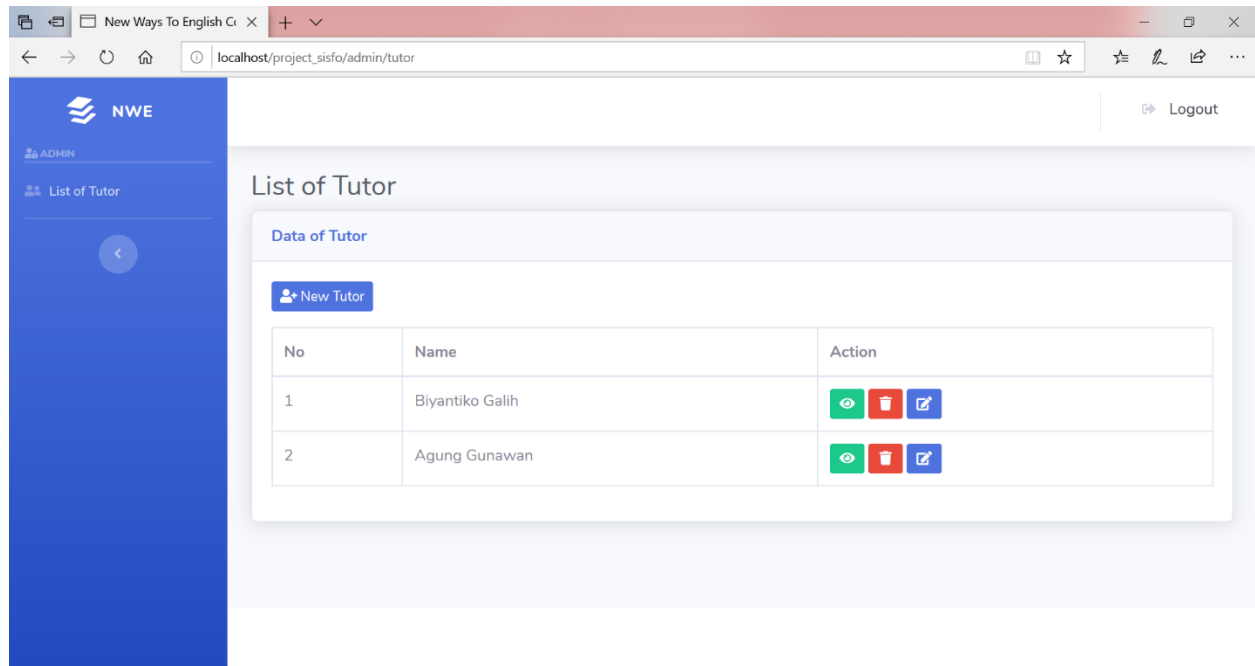 New Ways To English Co
localhost/project_sisfo/admin/tutor
NWE
Logout
ADMIN
List of Tutor
List of Tutor
Data of Tutor
New Tutor
No Name Action
1 Biyantiko Galih
2 Agung Gunawan